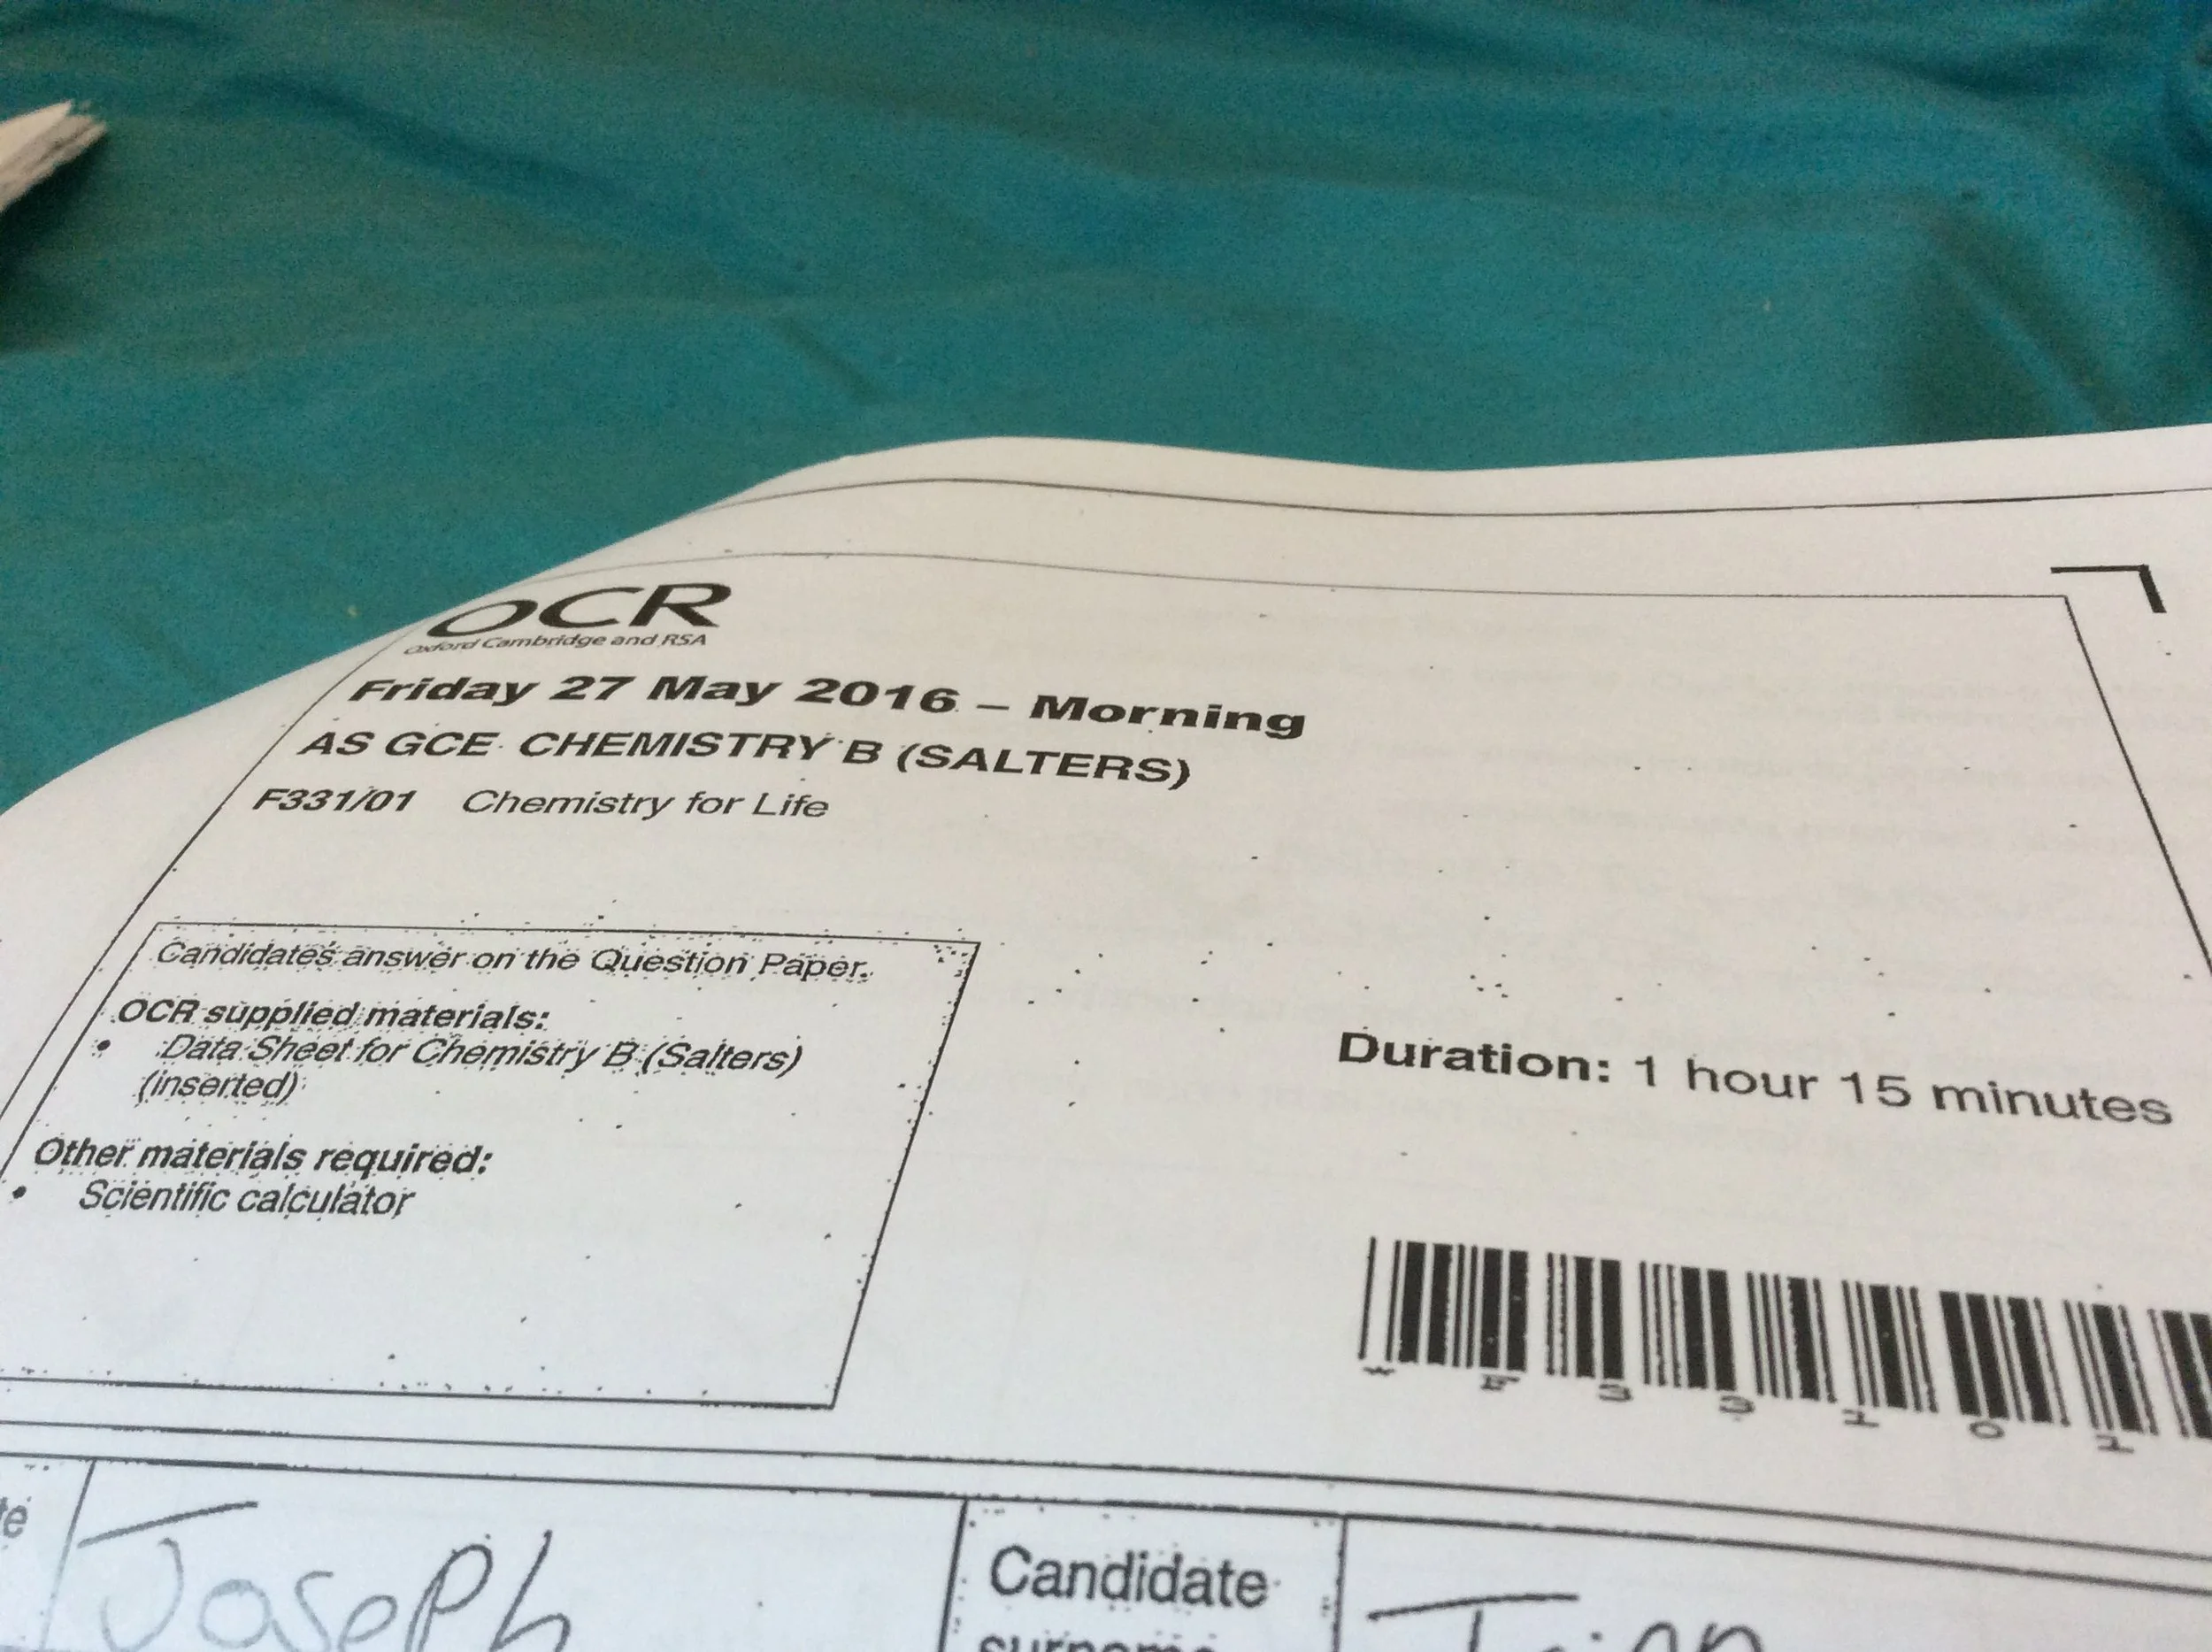 OCR
Oxford Cambridge and RSA
Friday 27 May 2016 – Morning
AS GCE CHEMISTRY B (SALTERS)
F331/01 Chemistry for Life
Candidates answer on the Question Paper.
OCR supplied materials:
• Data Sheet for Chemistry B (Salters)
(inserted)
Other materials required:
• Scientific calculator
Duration: 1 hour 15 minutes
* F 3 3 1 0 1
Joseph
Candidate
surname